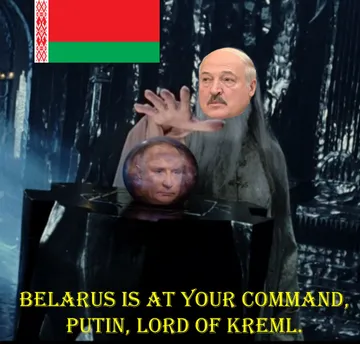 BELARUS IS AT YOUR COMMAND,
PUTIN, LORD OF KREML.